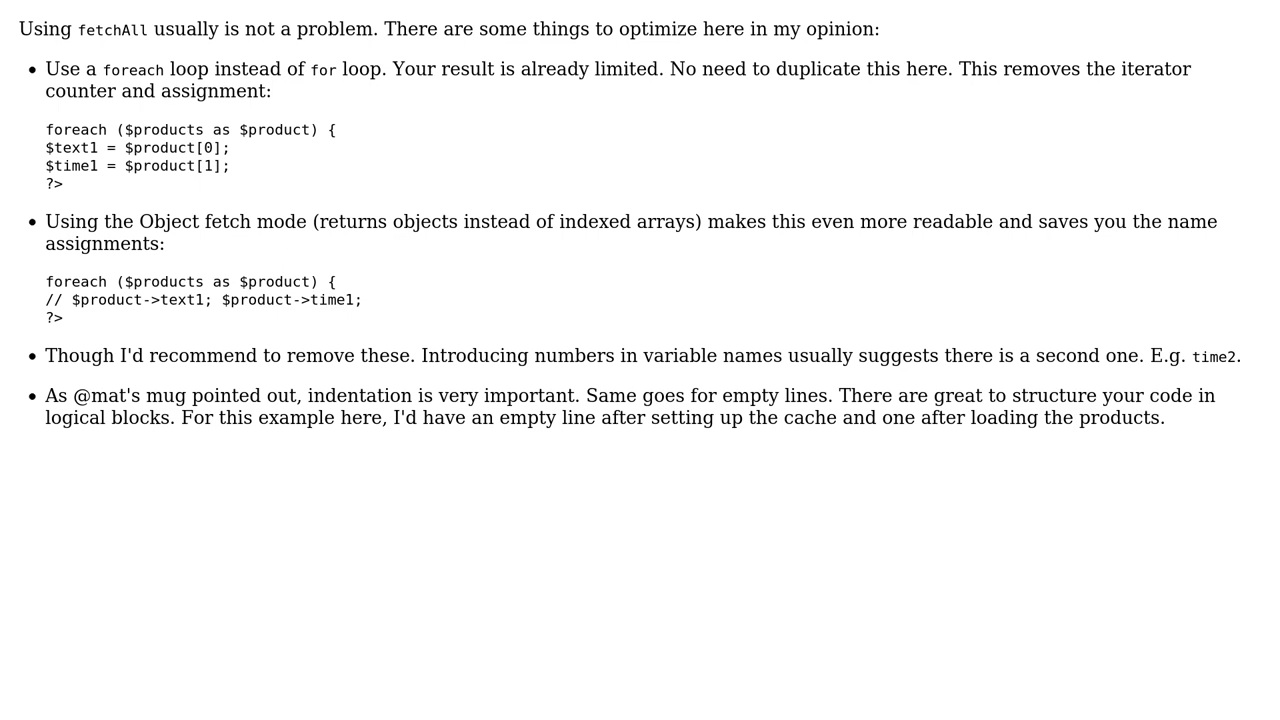 Using fetchAll usually is not a problem. There are some things to optimize here in my opinion:
• Use a foreach loop instead of for loop. Your result is already limited. No need to duplicate this here. This removes the iterator
counter and assignment:
foreach ($products as $product) {
$text1 = $product[0];
$time1 = $product[1];
?>
• Using the Object fetch mode (returns objects instead of indexed arrays) makes this even more readable and saves you the name
assignments:
foreach ($products as $product) {
// $product->text1; $product->time1;
?>
• Though I'd recommend to remove these. Introducing numbers in variable names usually suggests there is a second one. E.g. time2.
• As @mat's mug pointed out, indentation is very important. Same goes for empty lines. There are great to structure your code in
logical blocks. For this example here, I'd have an empty line after setting up the cache and one after loading the products.